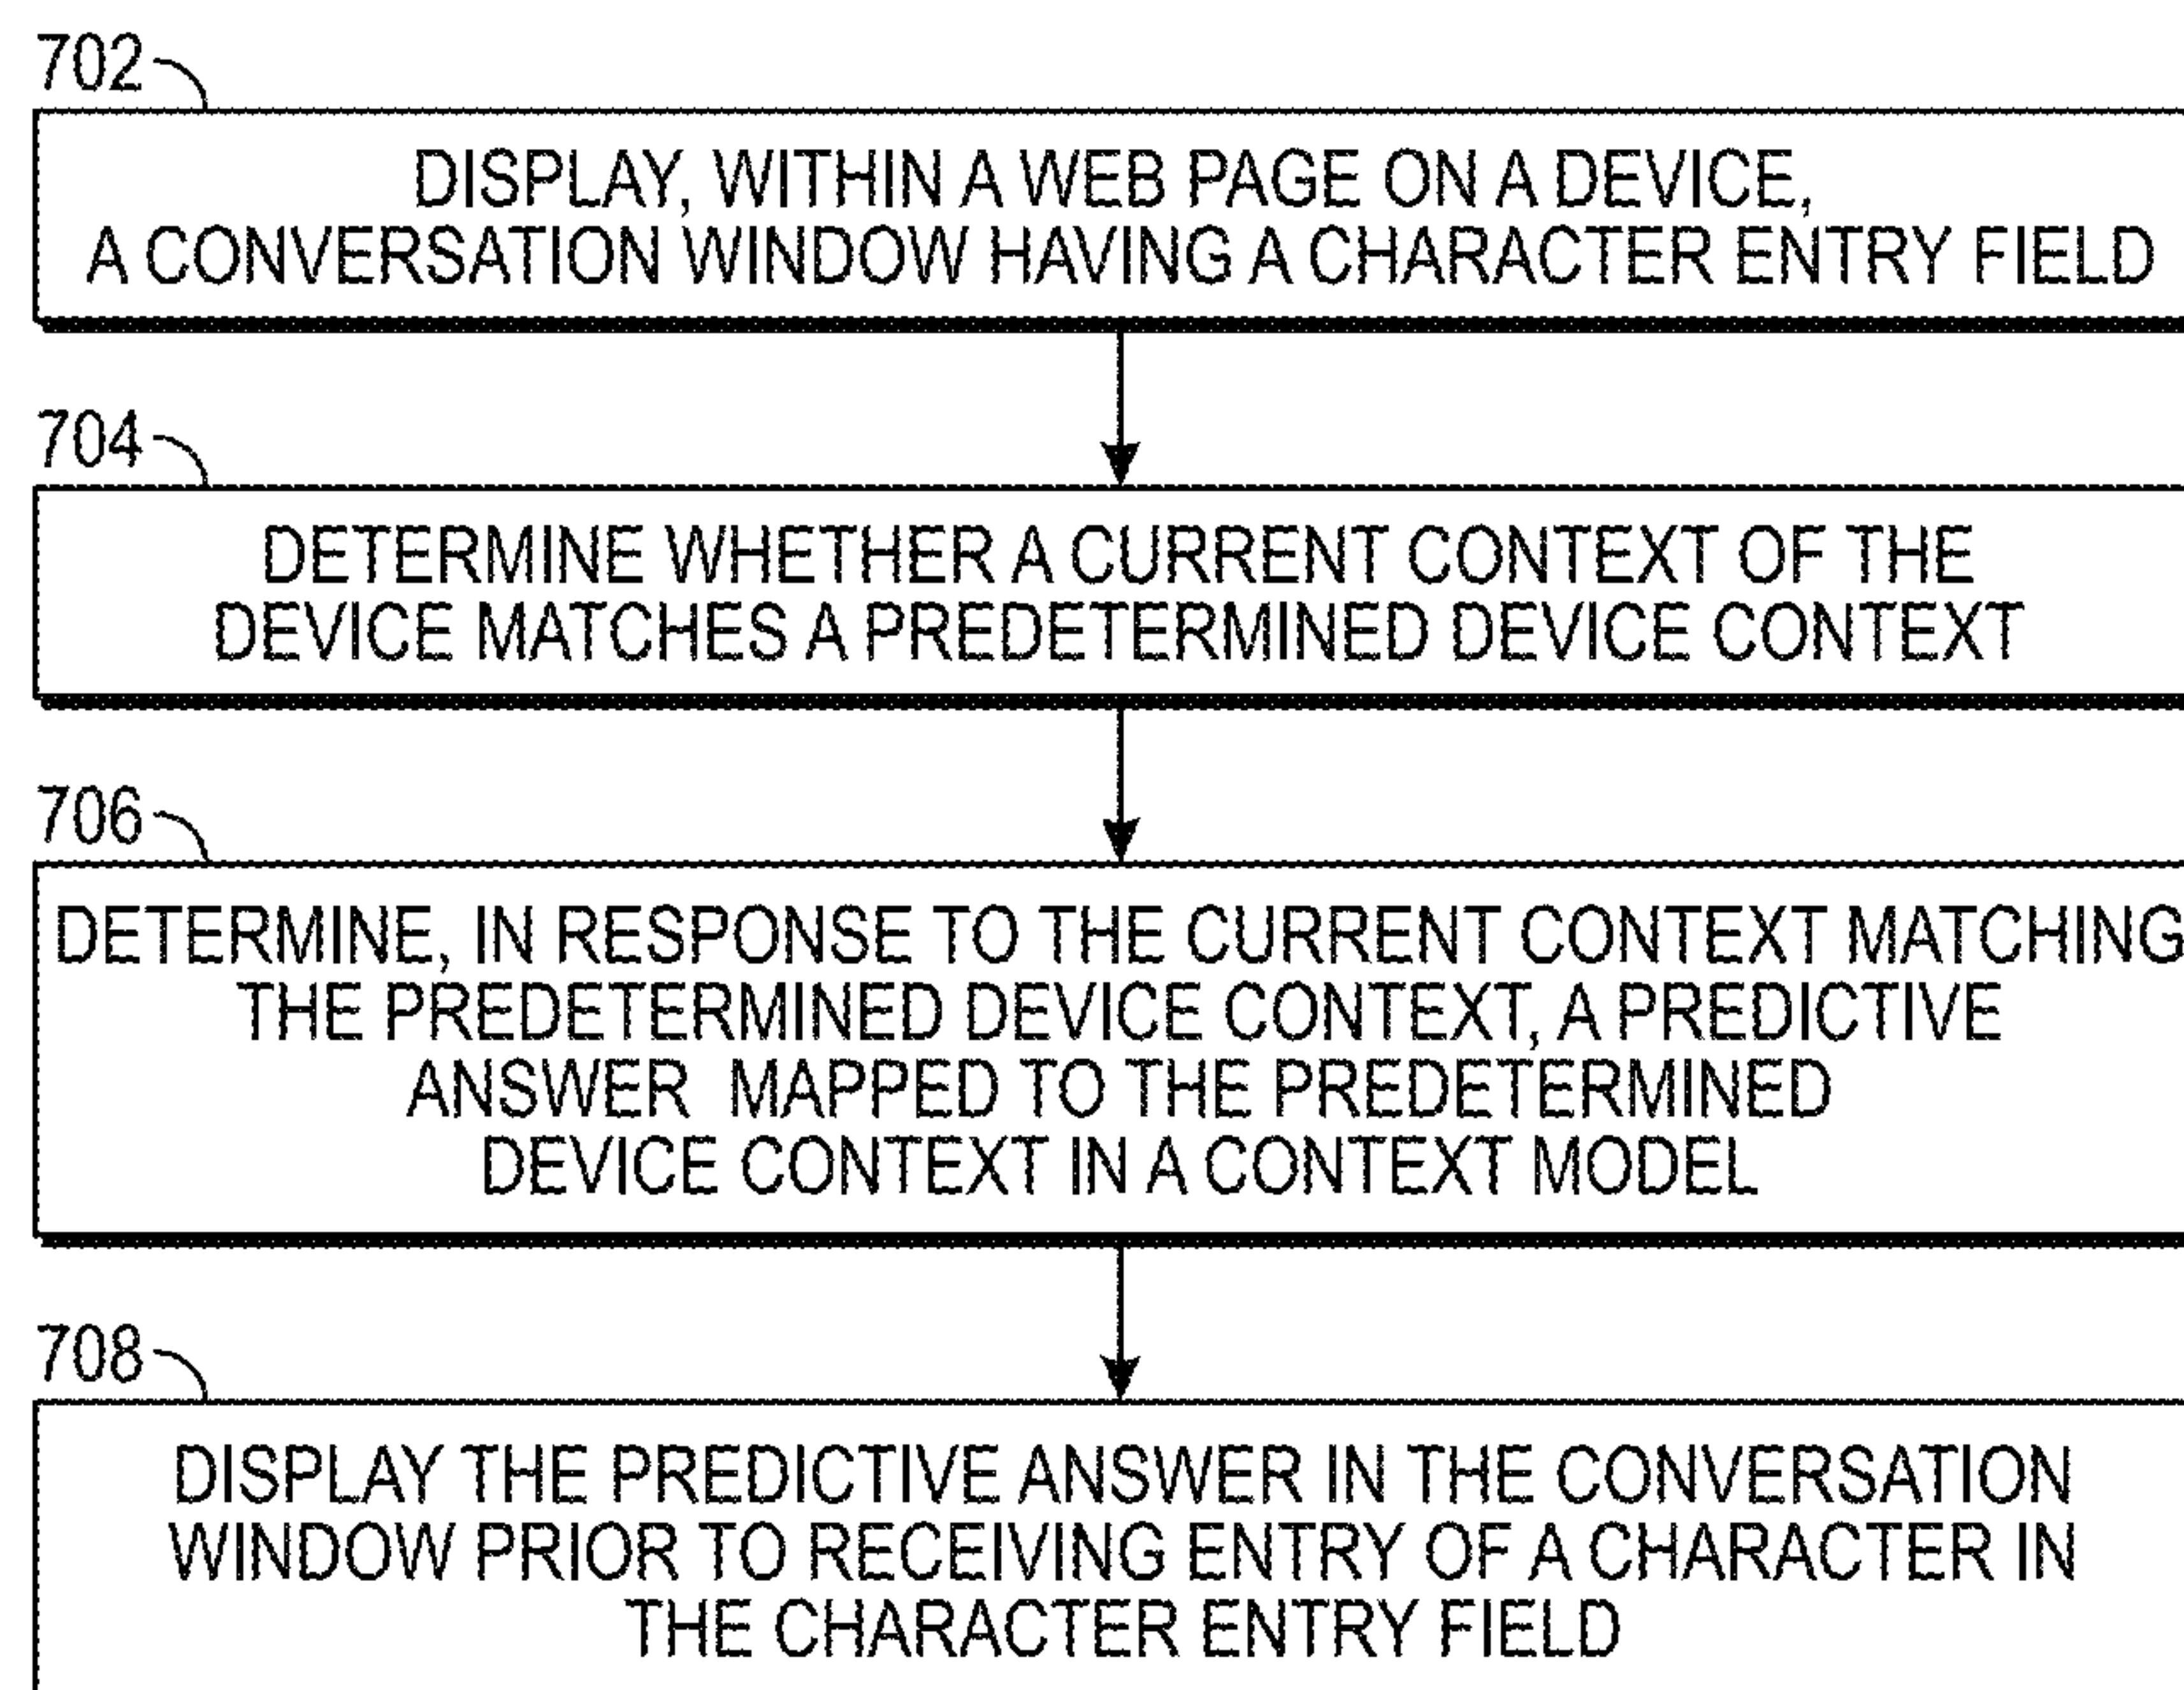 702
DISPLAY, WITHIN A WEB PAGE ON A DEVICE,
A CONVERSATION WINDOW HAVING A CHARACTER ENTRY FIELD
704
DETERMINE WHETHER A CURRENT CONTEXT OF THE
DEVICE MATCHES A PREDETERMINED DEVICE CONTEXT
706
DETERMINE, IN RESPONSE TO THE CURRENT CONTEXT MATCHING
THE PREDETERMINED DEVICE CONTEXT, A PREDICTIVE
ANSWER MAPPED TO THE PREDETERMINED
DEVICE CONTEXT IN A CONTEXT MODEL
708
DISPLAY THE PREDICTIVE ANSWER IN THE CONVERSATION
WINDOW PRIOR TO RECEIVING ENTRY OF A CHARACTER IN
THE CHARACTER ENTRY FIELD